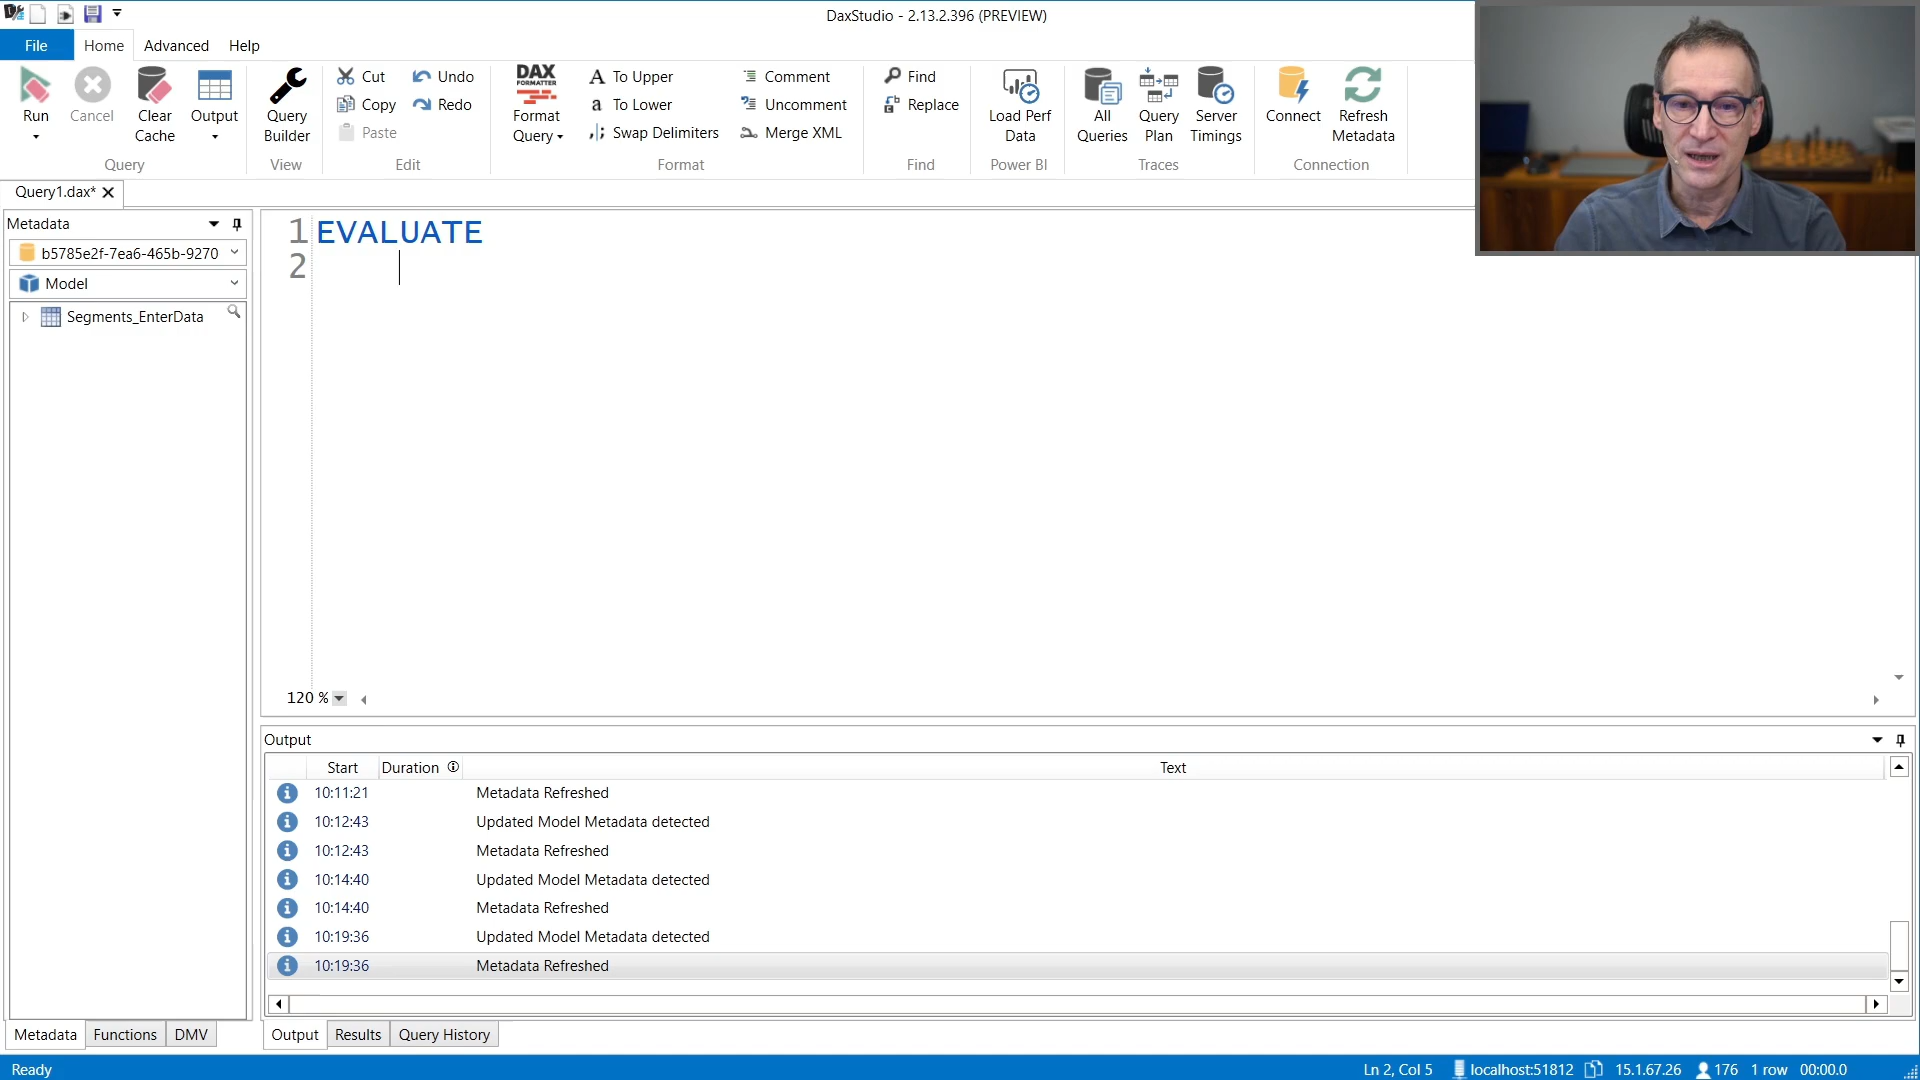 DaxStudio - 2.13.2.396 (PREVIEW)
File Home Advanced Help
Run Cancel Clear Cache Output
Query
Query Builder
View
Cut Copy Paste Undo Redo
Edit
DAX FORMATTER
Format Query
A To Upper
a To Lower
Swap Delimiters
Comment
Uncomment
Merge XML
Format
Find
Replace
Find
Load Perf Data
Power BI
All Queries Query Plan Server Timings
Traces
Connect Refresh Metadata
Connection
Query1.dax*
Metadata
b5785e2f-7ea6-465b-9270
Model
Segments_EnterData
1 EVALUATE
2
120 %
Output
Start Duration Text
10:11:21 Metadata Refreshed
10:12:43 Updated Model Metadata detected
10:12:43 Metadata Refreshed
10:14:40 Updated Model Metadata detected
10:14:40 Metadata Refreshed
10:19:36 Updated Model Metadata detected
10:19:36 Metadata Refreshed
Metadata Functions DMV
Output Results Query History
Ready Ln 2, Col 5 localhost:51812 15.1.67.26 176 1 row 00:00.0